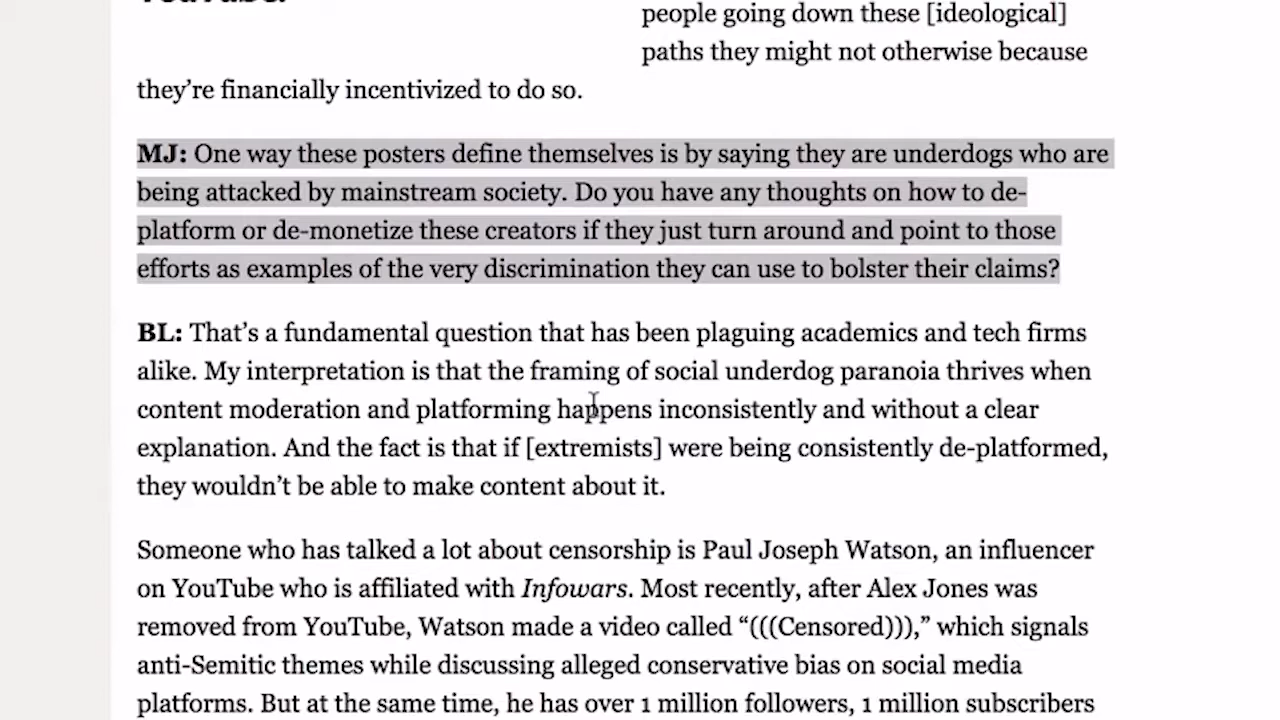 people going down these [ideological]
paths they might not otherwise because
they’re financially incentivized to do so.
MJ: One way these posters define themselves is by saying they are underdogs who are
being attacked by mainstream society. Do you have any thoughts on how to de-
platform or de-monetize these creators if they just turn around and point to those
efforts as examples of the very discrimination they can use to bolster their claims?
BL: That’s a fundamental question that has been plaguing academics and tech firms
alike. My interpretation is that the framing of social underdog paranoia thrives when
content moderation and platforming happens inconsistently and without a clear
explanation. And the fact is that if [extremists] were being consistently de-platformed,
they wouldn’t be able to make content about it.
Someone who has talked a lot about censorship is Paul Joseph Watson, an influencer
on YouTube who is affiliated with Infowars. Most recently, after Alex Jones was
removed from YouTube, Watson made a video called “(((Censored))),” which signals
anti-Semitic themes while discussing alleged conservative bias on social media
platforms. But at the same time, he has over 1 million followers, 1 million subscribers